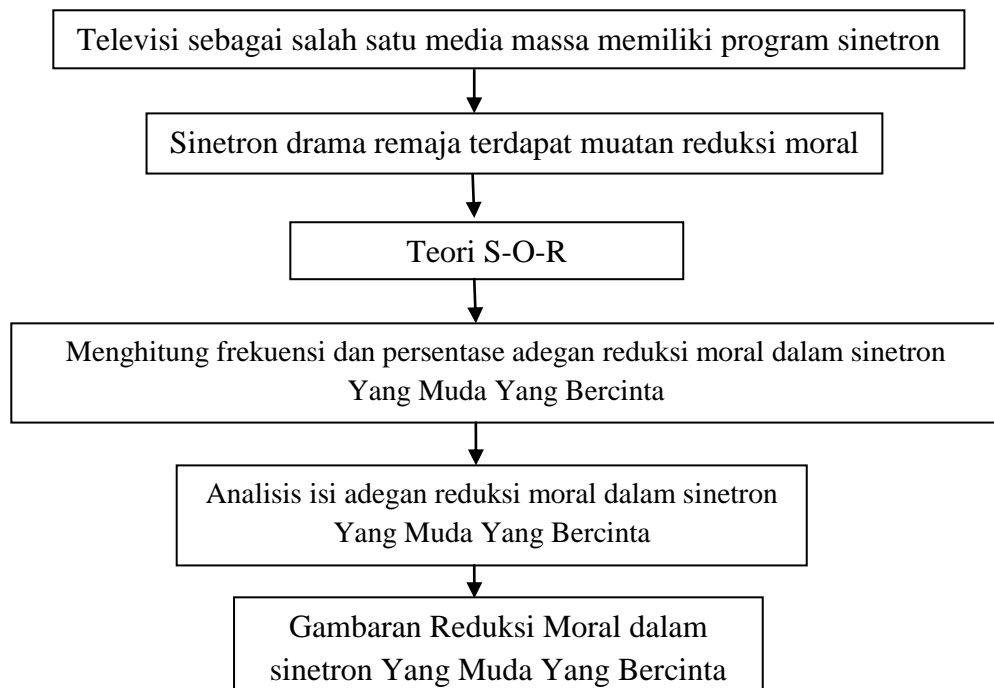 Televisi sebagai salah satu media massa memiliki program sinetron
Sinetron drama remaja terdapat muatan reduksi moral
Teori S-O-R
Menghitung frekuensi dan persentase adegan reduksi moral dalam sinetron
Yang Muda Yang Bercinta
Analisis isi adegan reduksi moral dalam sinetron
Yang Muda Yang Bercinta
Gambaran Reduksi Moral dalam
sinetron Yang Muda Yang Bercinta